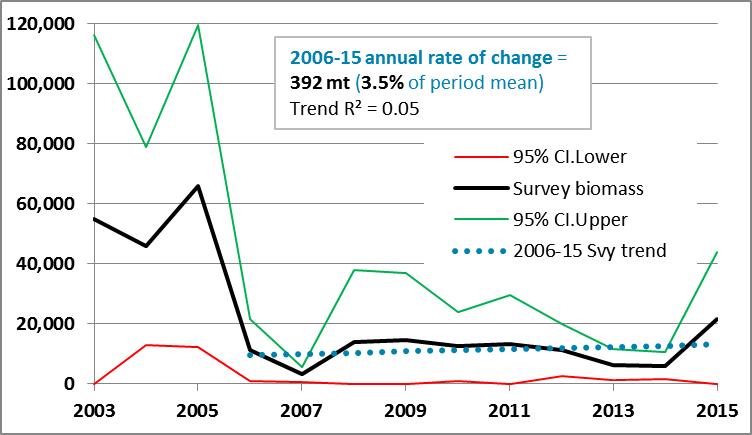 120,000
100,000
80,000
60,000
40,000
20,000
0
2006-15 annual rate of change =
392 mt (3.5% of period mean)
Trend R² = 0.05
95% CI.Lower
Survey biomass
95% CI.Upper
2006-15 Svy trend
2003 2005 2007 2009 2011 2013 2015